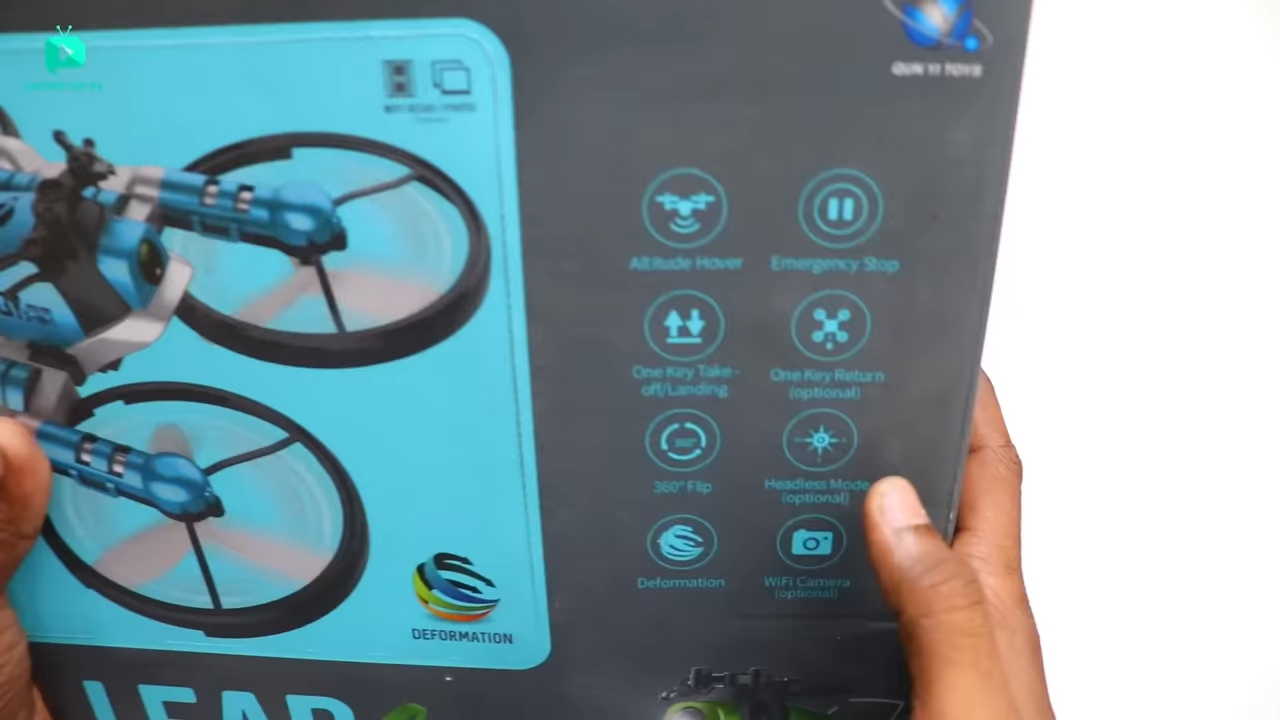 QUN YI TOYS
Altitude Hover
Emergency Stop
One Key Take-
off/Landing
One Key Return
(optional)
360° Flip
Headless Mode
(optional)
Deformation
WiFi Camera
(optional)
DEFORMATION
LEAP